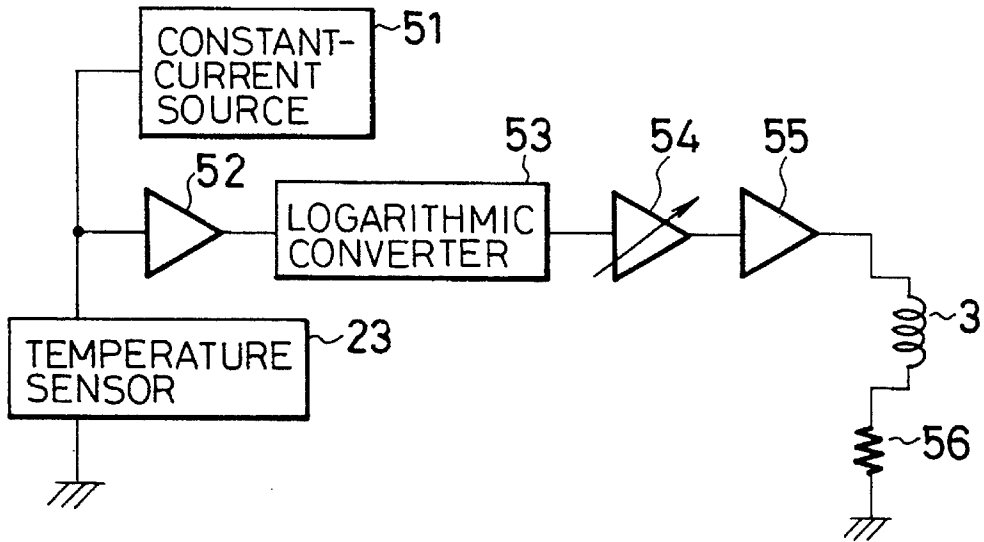 51
CONSTANT-
CURRENT
SOURCE
52
53
LOGARITHMIC
CONVERTER
54
55
3
TEMPERATURE
SENSOR
23
56